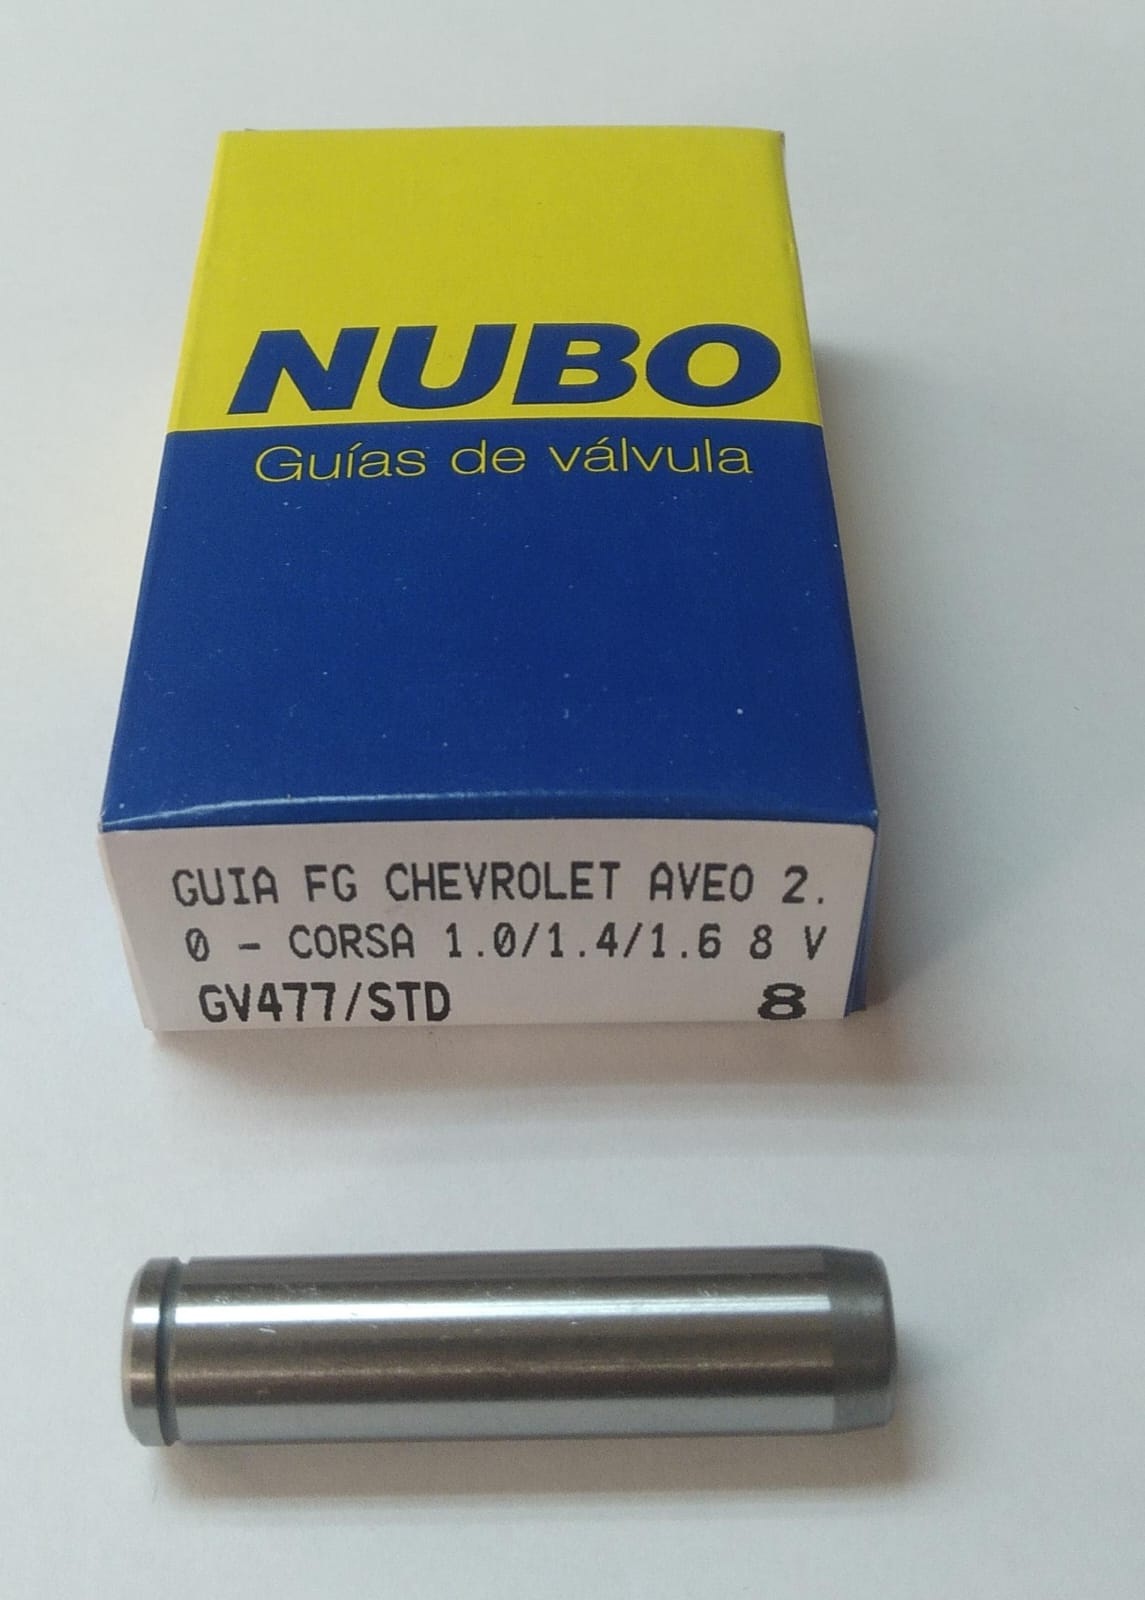 NUBO
Guías de válvula
GUIA FG CHEVROLET AVEO 2.
0 - CORSA 1.0/1.4/1.6 8 V
GV477/STD 8